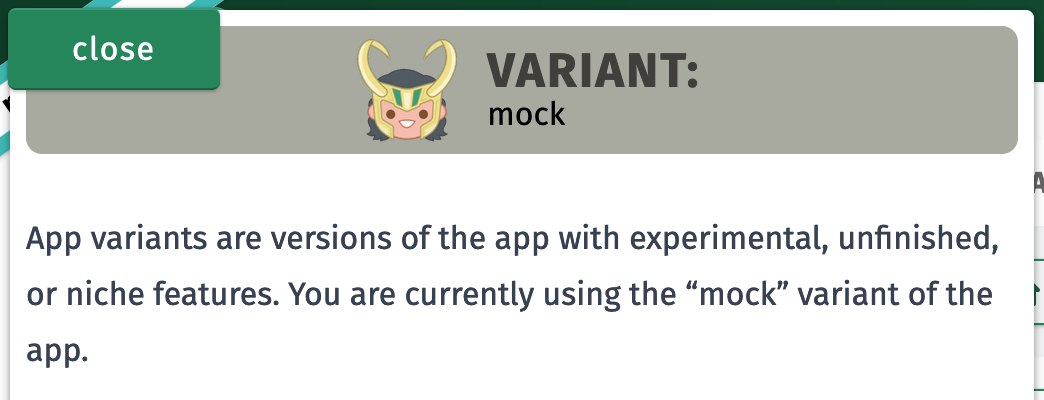 close
VARIANT:
mock
App variants are versions of the app with experimental, unfinished,
or niche features. You are currently using the “mock” variant of the
app.